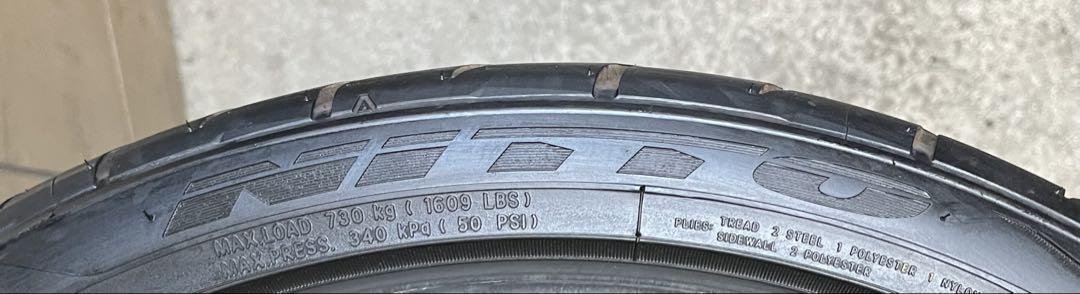 NITTO
MAX.LOAD 730 kg ( 1609 LBS )
MAX.PRESS. 340 kPa ( 50 PSI )
PLIES: TREAD 2 STEEL 1 POLYESTER 1 NYLON
SIDEWALL 2 POLYESTER